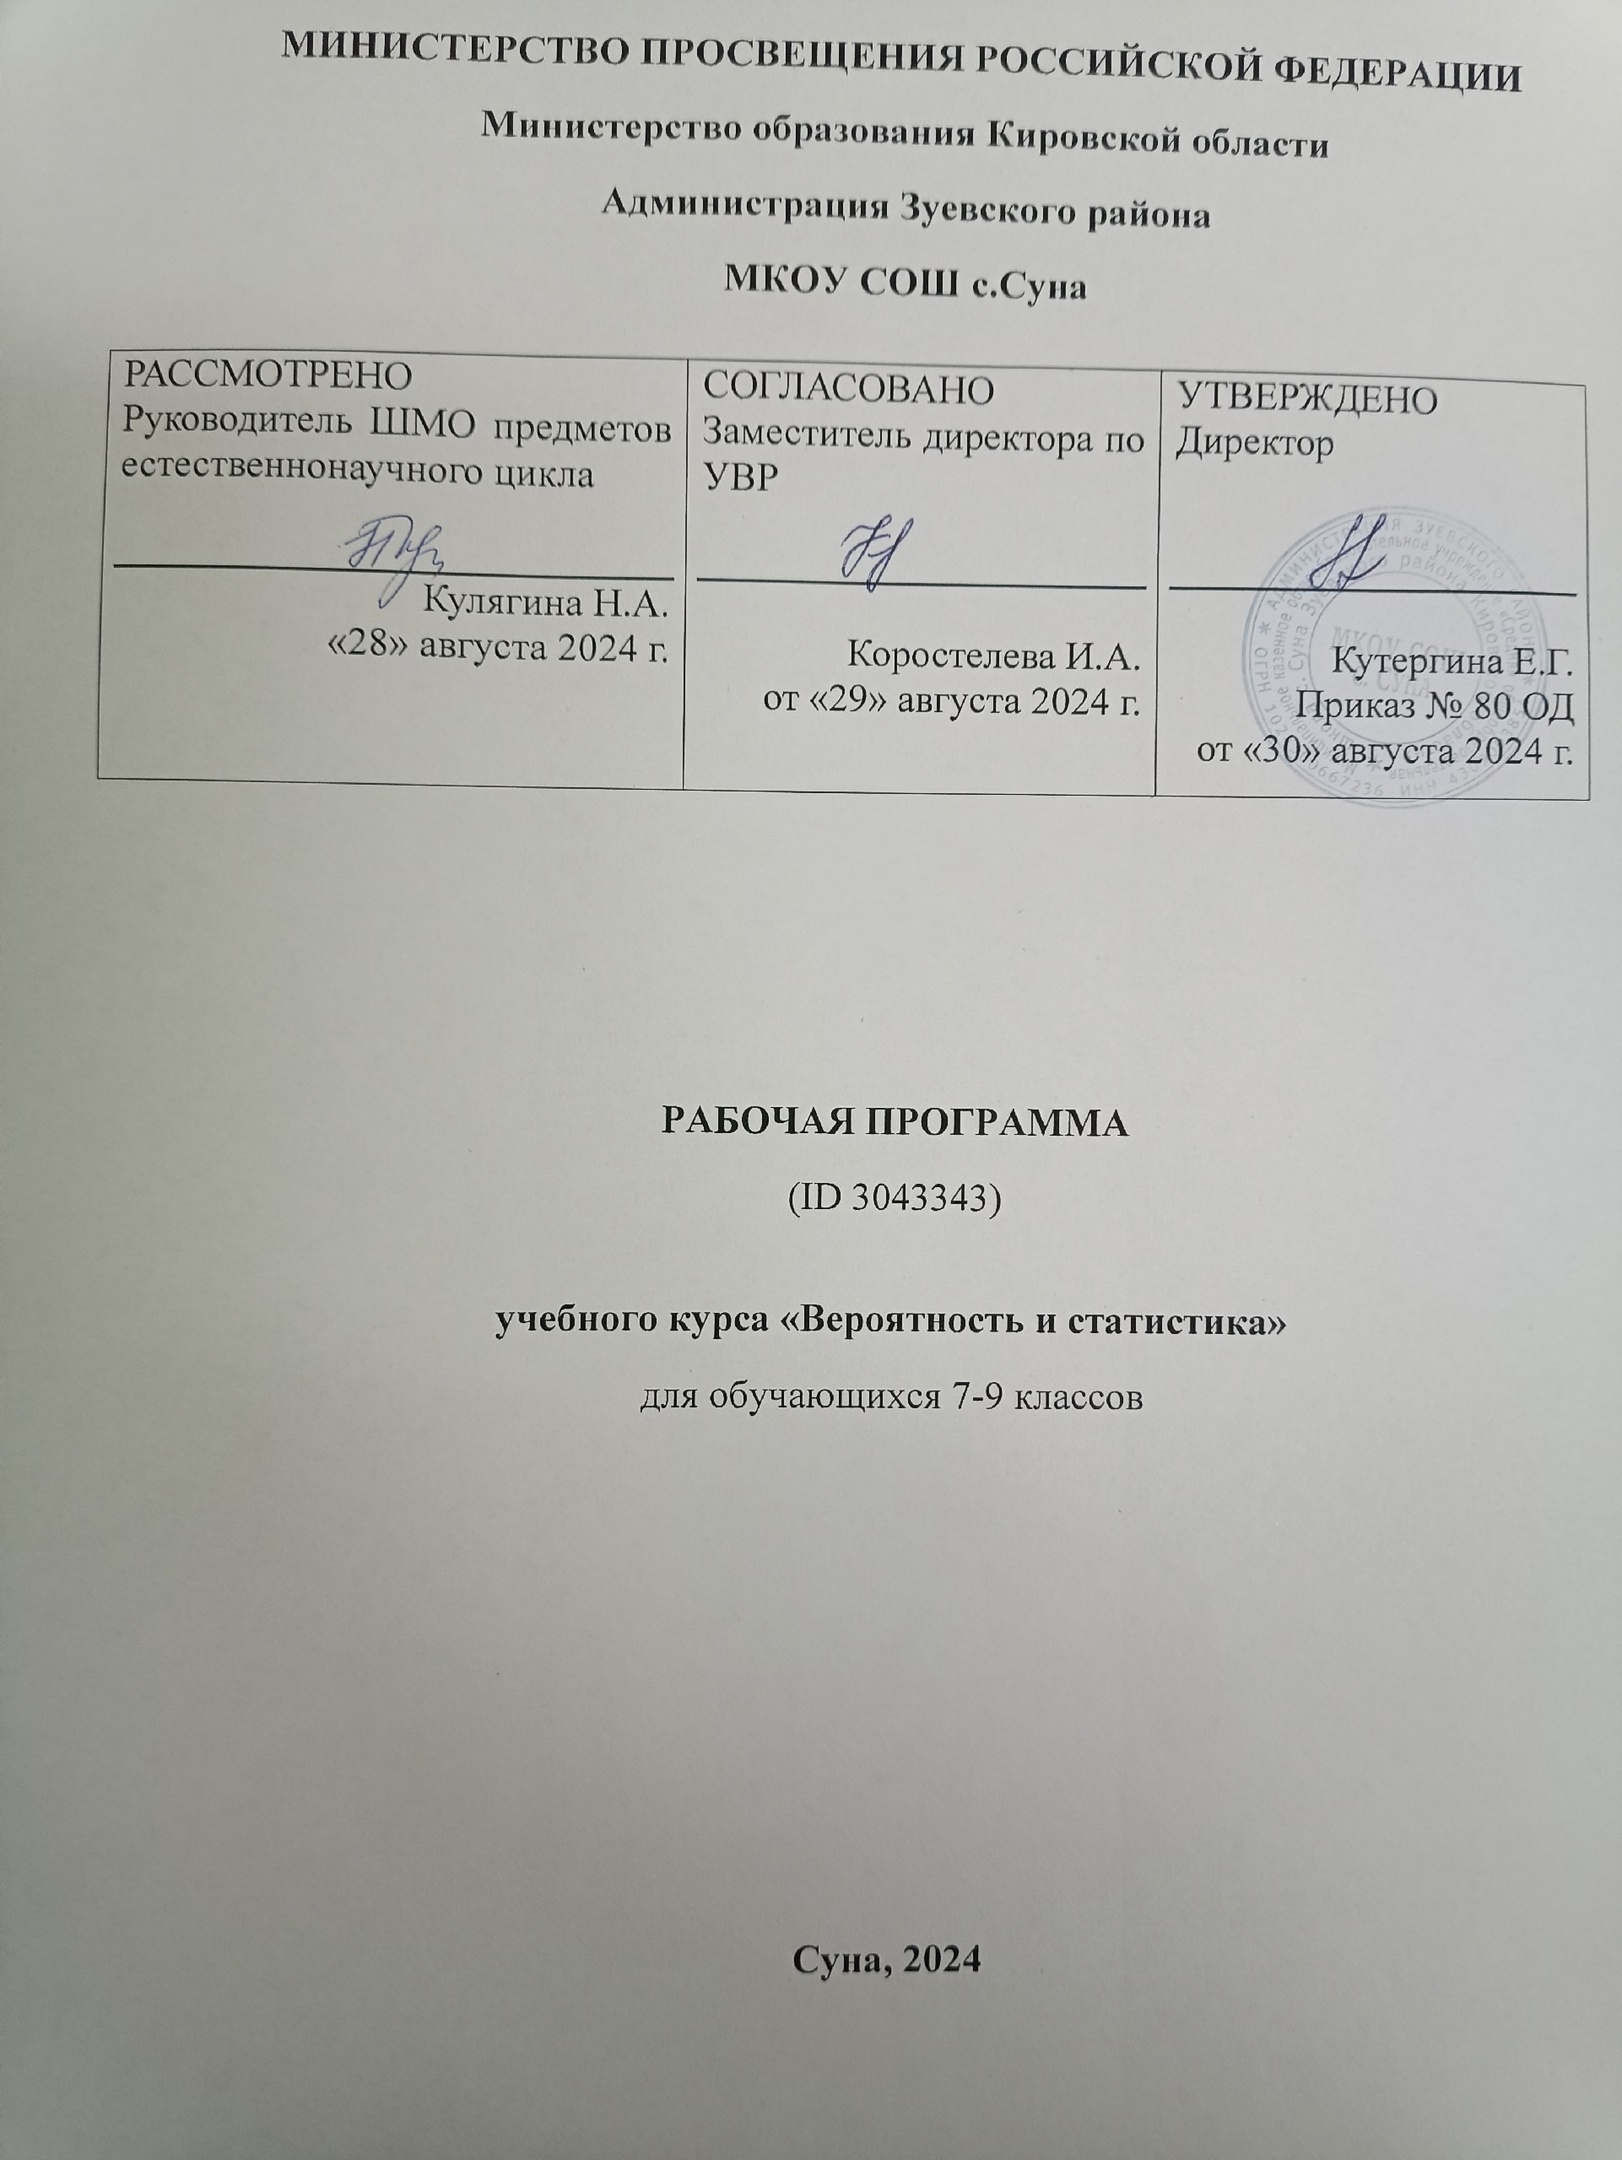 МИНИСТЕРСТВО ПРОСВЕЩЕНИЯ РОССИЙСКОЙ ФЕДЕРАЦИИ
Министерство образования Кировской области
Администрация Зуевского района
МКОУ СОШ с.Суна
РАССМОТРЕНО
Руководитель ШМО предметов
естественнонаучного цикла
Кулягина Н.А.
«28» августа 2024 г.
СОГЛАСОВАНО
Заместитель директора по
УВР
Коростелева И.А.
от «29» августа 2024 г.
УТВЕРЖДЕНО
Директор
Кутергина Е.Г.
Приказ № 80 ОД
от «30» августа 2024 г.
МКОУ СОШ
с. СУНА
РАБОЧАЯ ПРОГРАММА
(ID 3043343)
учебного курса «Вероятность и статистика»
для обучающихся 7-9 классов
Суна, 2024